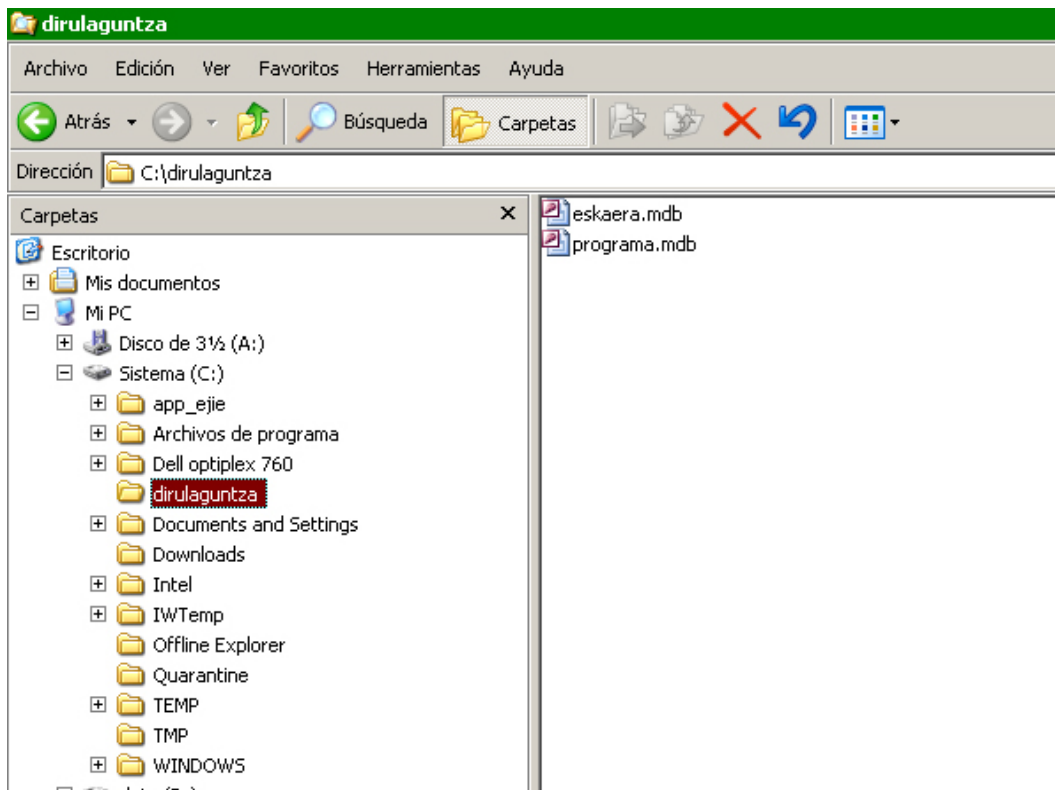 dirulaguntza
Archivo Edición Ver Favoritos Herramientas Ayuda
Atrás Búsqueda Carpetas
Dirección C:\dirulaguntza
Carpetas
Escritorio
Mis documentos
Mi PC
Disco de 3½ (A:)
Sistema (C:)
app_ejie
Archivos de programa
Dell optiplex 760
dirulaguntza
Documents and Settings
Downloads
Intel
IWTemp
Offline Explorer
Quarantine
TEMP
TMP
WINDOWS
eskaera.mdb
programa.mdb